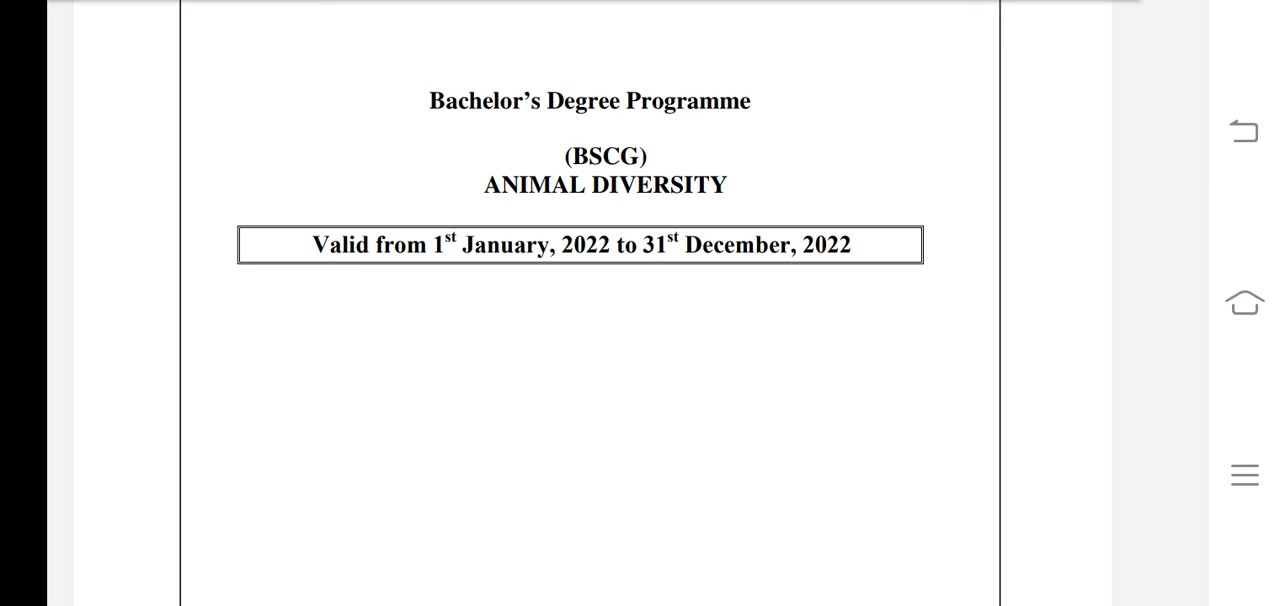 Bachelor’s Degree Programme
(BSCG)
ANIMAL DIVERSITY
Valid from 1st January, 2022 to 31st December, 2022